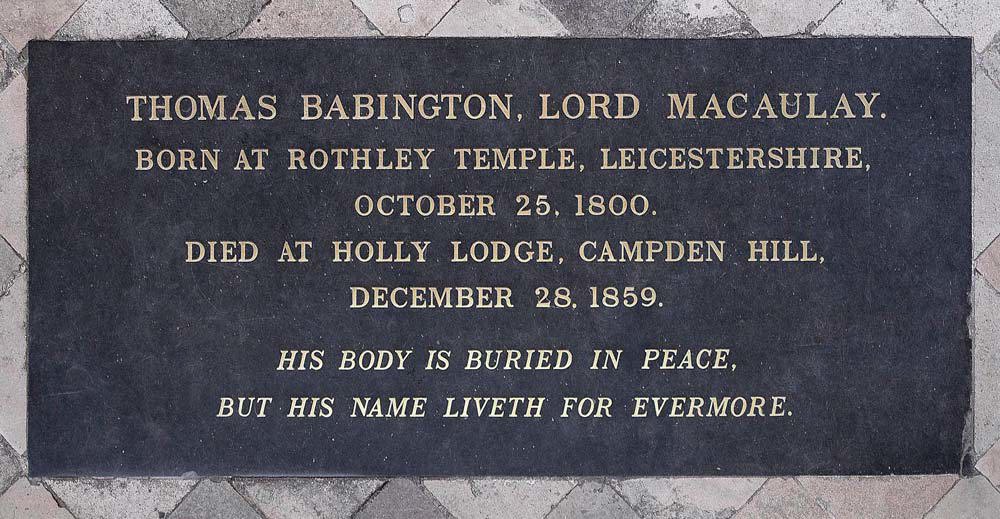 THOMAS BABINGTON, LORD MACAULAY.
BORN AT ROTHLEY TEMPLE, LEICESTERSHIRE,
OCTOBER 25, 1800.
DIED AT HOLLY LODGE, CAMPDEN HILL,
DECEMBER 28, 1859.
HIS BODY IS BURIED IN PEACE,
BUT HIS NAME LIVETH FOR EVERMORE.